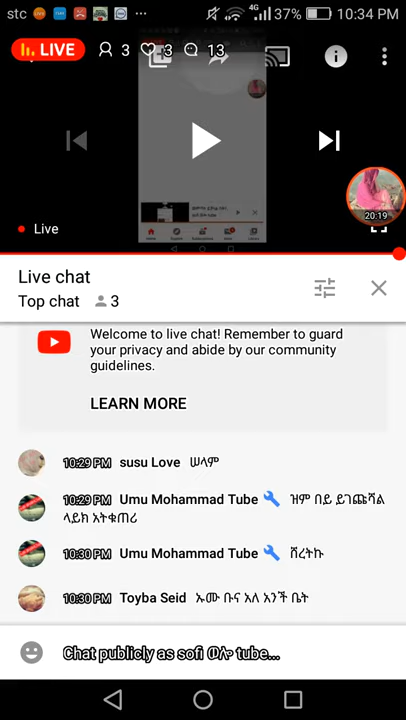 stc 37% 10:34 PM
LIVE 3 3 13
20:19
Live
Live chat
Top chat 3
Welcome to live chat! Remember to guard
your privacy and abide by our community
guidelines.
LEARN MORE
10:29 PM susu Love ሠላም
10:29 PM Umu Mohammad Tube ዝም በይ ይገጨሻል
ላይክ አትቁጠሪ
10:30 PM Umu Mohammad Tube ሸረትኩ
10:30 PM Toyba Seid ኡሙ ቡና አለ አንች ቤት
Chat publicly as sofi ወሎ tube...